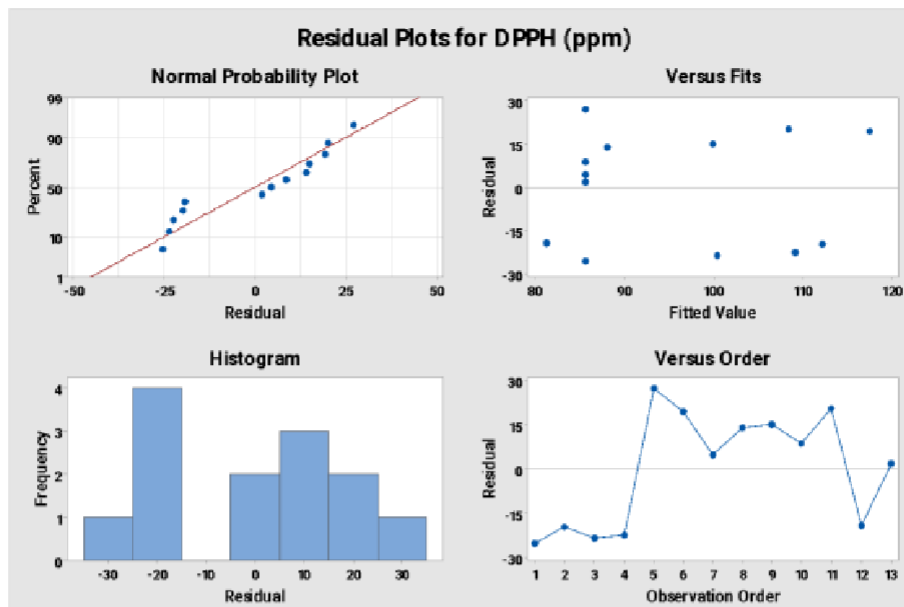 Residual Plots for DPPH (ppm)
Normal Probability Plot
99
90
50
10
1
Percent
-50 -25 0 25 50
Residual
Versus Fits
30
15
0
-15
-30
Residual
80 90 100 110 120
Fitted Value
Histogram
4
3
2
1
0
Frequency
-30 -20 -10 0 10 20 30
Residual
Versus Order
30
15
0
-15
-30
Residual
1 2 3 4 5 6 7 8 9 10 11 12 13
Observation Order